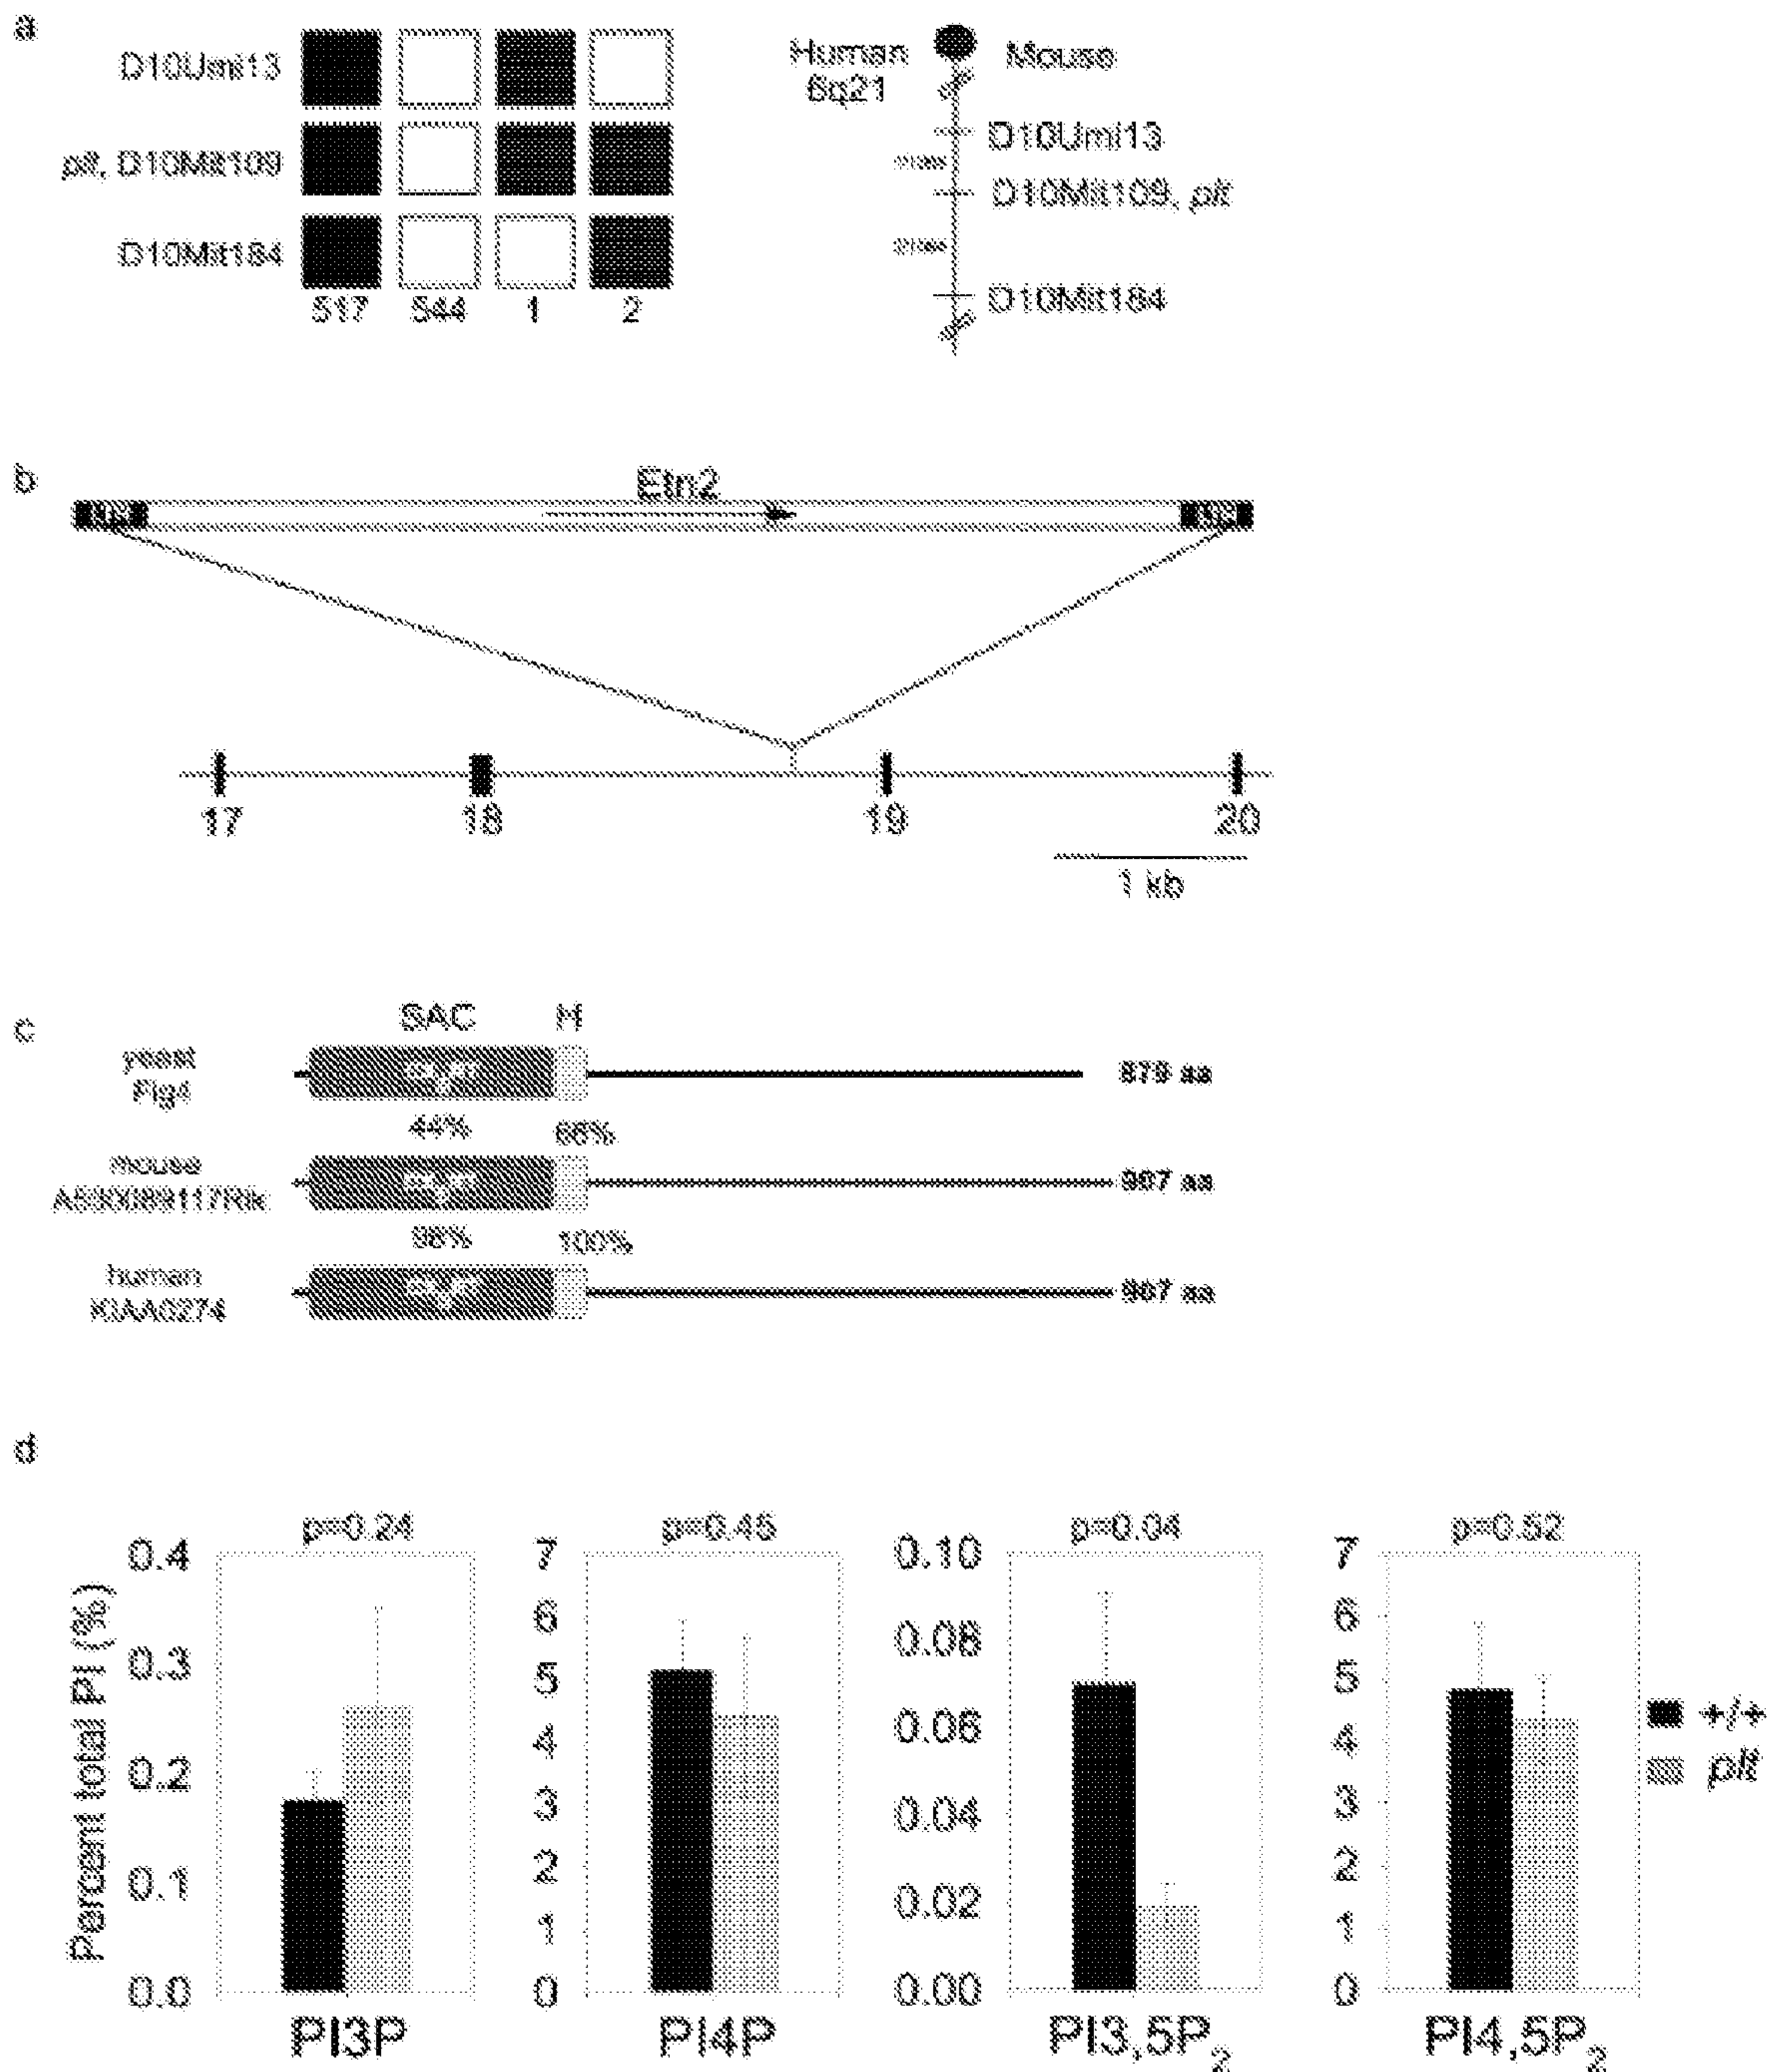 a
D10Umi13
plt, D10Mit109
D10Mit184
517 544 1 2
Human
6q21
Mouse
D10Umi13
D10Mit109, plt
D10Mit184
b
Etn2
17 18 19 20
1 kb
c
SAC H
yeast
Fig4
879 aa
44% 66%
mouse
907 aa
98% 100%
human
KIAA0274
907 aa
d
Percent total PI (%)
p=0.24
0.4
0.3
0.2
0.1
0.0
PI3P
p=0.45
7
6
5
4
3
2
1
0
PI4P
p=0.04
0.10
0.08
0.06
0.04
0.02
0.00
PI3,5P2
p=0.52
7
6
5
4
3
2
1
0
PI4,5P2
+/+
plt